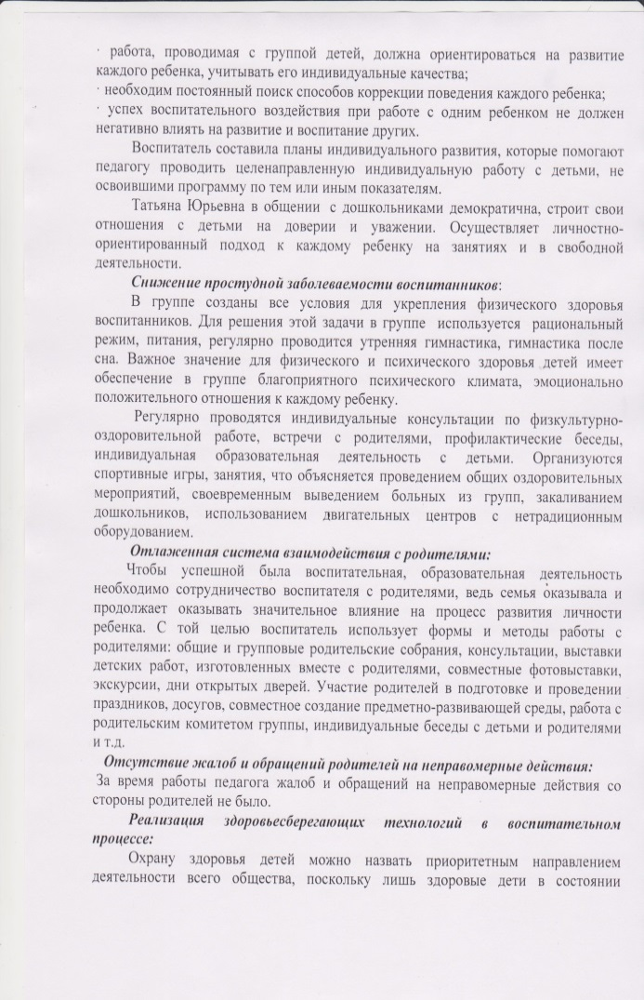 · работа, проводимая с группой детей, должна ориентироваться на развитие
каждого ребенка, учитывать его индивидуальные качества;
· необходим постоянный поиск способов коррекции поведения каждого ребенка;
· успех воспитательного воздействия при работе с одним ребенком не должен
негативно влиять на развитие и воспитание других.
Воспитатель составила планы индивидуального развития, которые помогают
педагогу проводить целенаправленную индивидуальную работу с детьми, не
освоившими программу по тем или иным показателям.
Татьяна Юрьевна в общении с дошкольниками демократична, строит свои
отношения с детьми на доверии и уважении. Осуществляет личностно-
ориентированный подход к каждому ребенку на занятиях и в свободной
деятельности.
Снижение простудной заболеваемости воспитанников:
В группе созданы все условия для укрепления физического здоровья
воспитанников. Для решения этой задачи в группе используется рациональный
режим, питания, регулярно проводится утренняя гимнастика, гимнастика после
сна. Важное значение для физического и психического здоровья детей имеет
обеспечение в группе благоприятного психического климата, эмоционально
положительного отношения к каждому ребенку.
Регулярно проводятся индивидуальные консультации по физкультурно-
оздоровительной работе, встречи с родителями, профилактические беседы,
индивидуальная образовательная деятельность с детьми. Организуются
спортивные игры, занятия, что объясняется проведением общих оздоровительных
мероприятий, своевременным выведением больных из групп, закаливанием
дошкольников, использованием двигательных центров с нетрадиционным
оборудованием.
Отлаженная система взаимодействия с родителями:
Чтобы успешной была воспитательная, образовательная деятельность
необходимо сотрудничество воспитателя с родителями, ведь семья оказывала и
продолжает оказывать значительное влияние на процесс развития личности
ребенка. С той целью воспитатель использует формы и методы работы с
родителями: общие и групповые родительские собрания, консультации, выставки
детских работ, изготовленных вместе с родителями, совместные фотовыставки,
экскурсии, дни открытых дверей. Участие родителей в подготовке и проведении
праздников, досугов, совместное создание предметно-развивающей среды, работа с
родительским комитетом группы, индивидуальные беседы с детьми и родителями
и т.д.
Отсутствие жалоб и обращений родителей на неправомерные действия:
За время работы педагога жалоб и обращений на неправомерные действия со
стороны родителей не было.
Реализация здоровьесберегающих технологий в воспитательном
процессе:
Охрану здоровья детей можно назвать приоритетным направлением
деятельности всего общества, поскольку лишь здоровые дети в состоянии